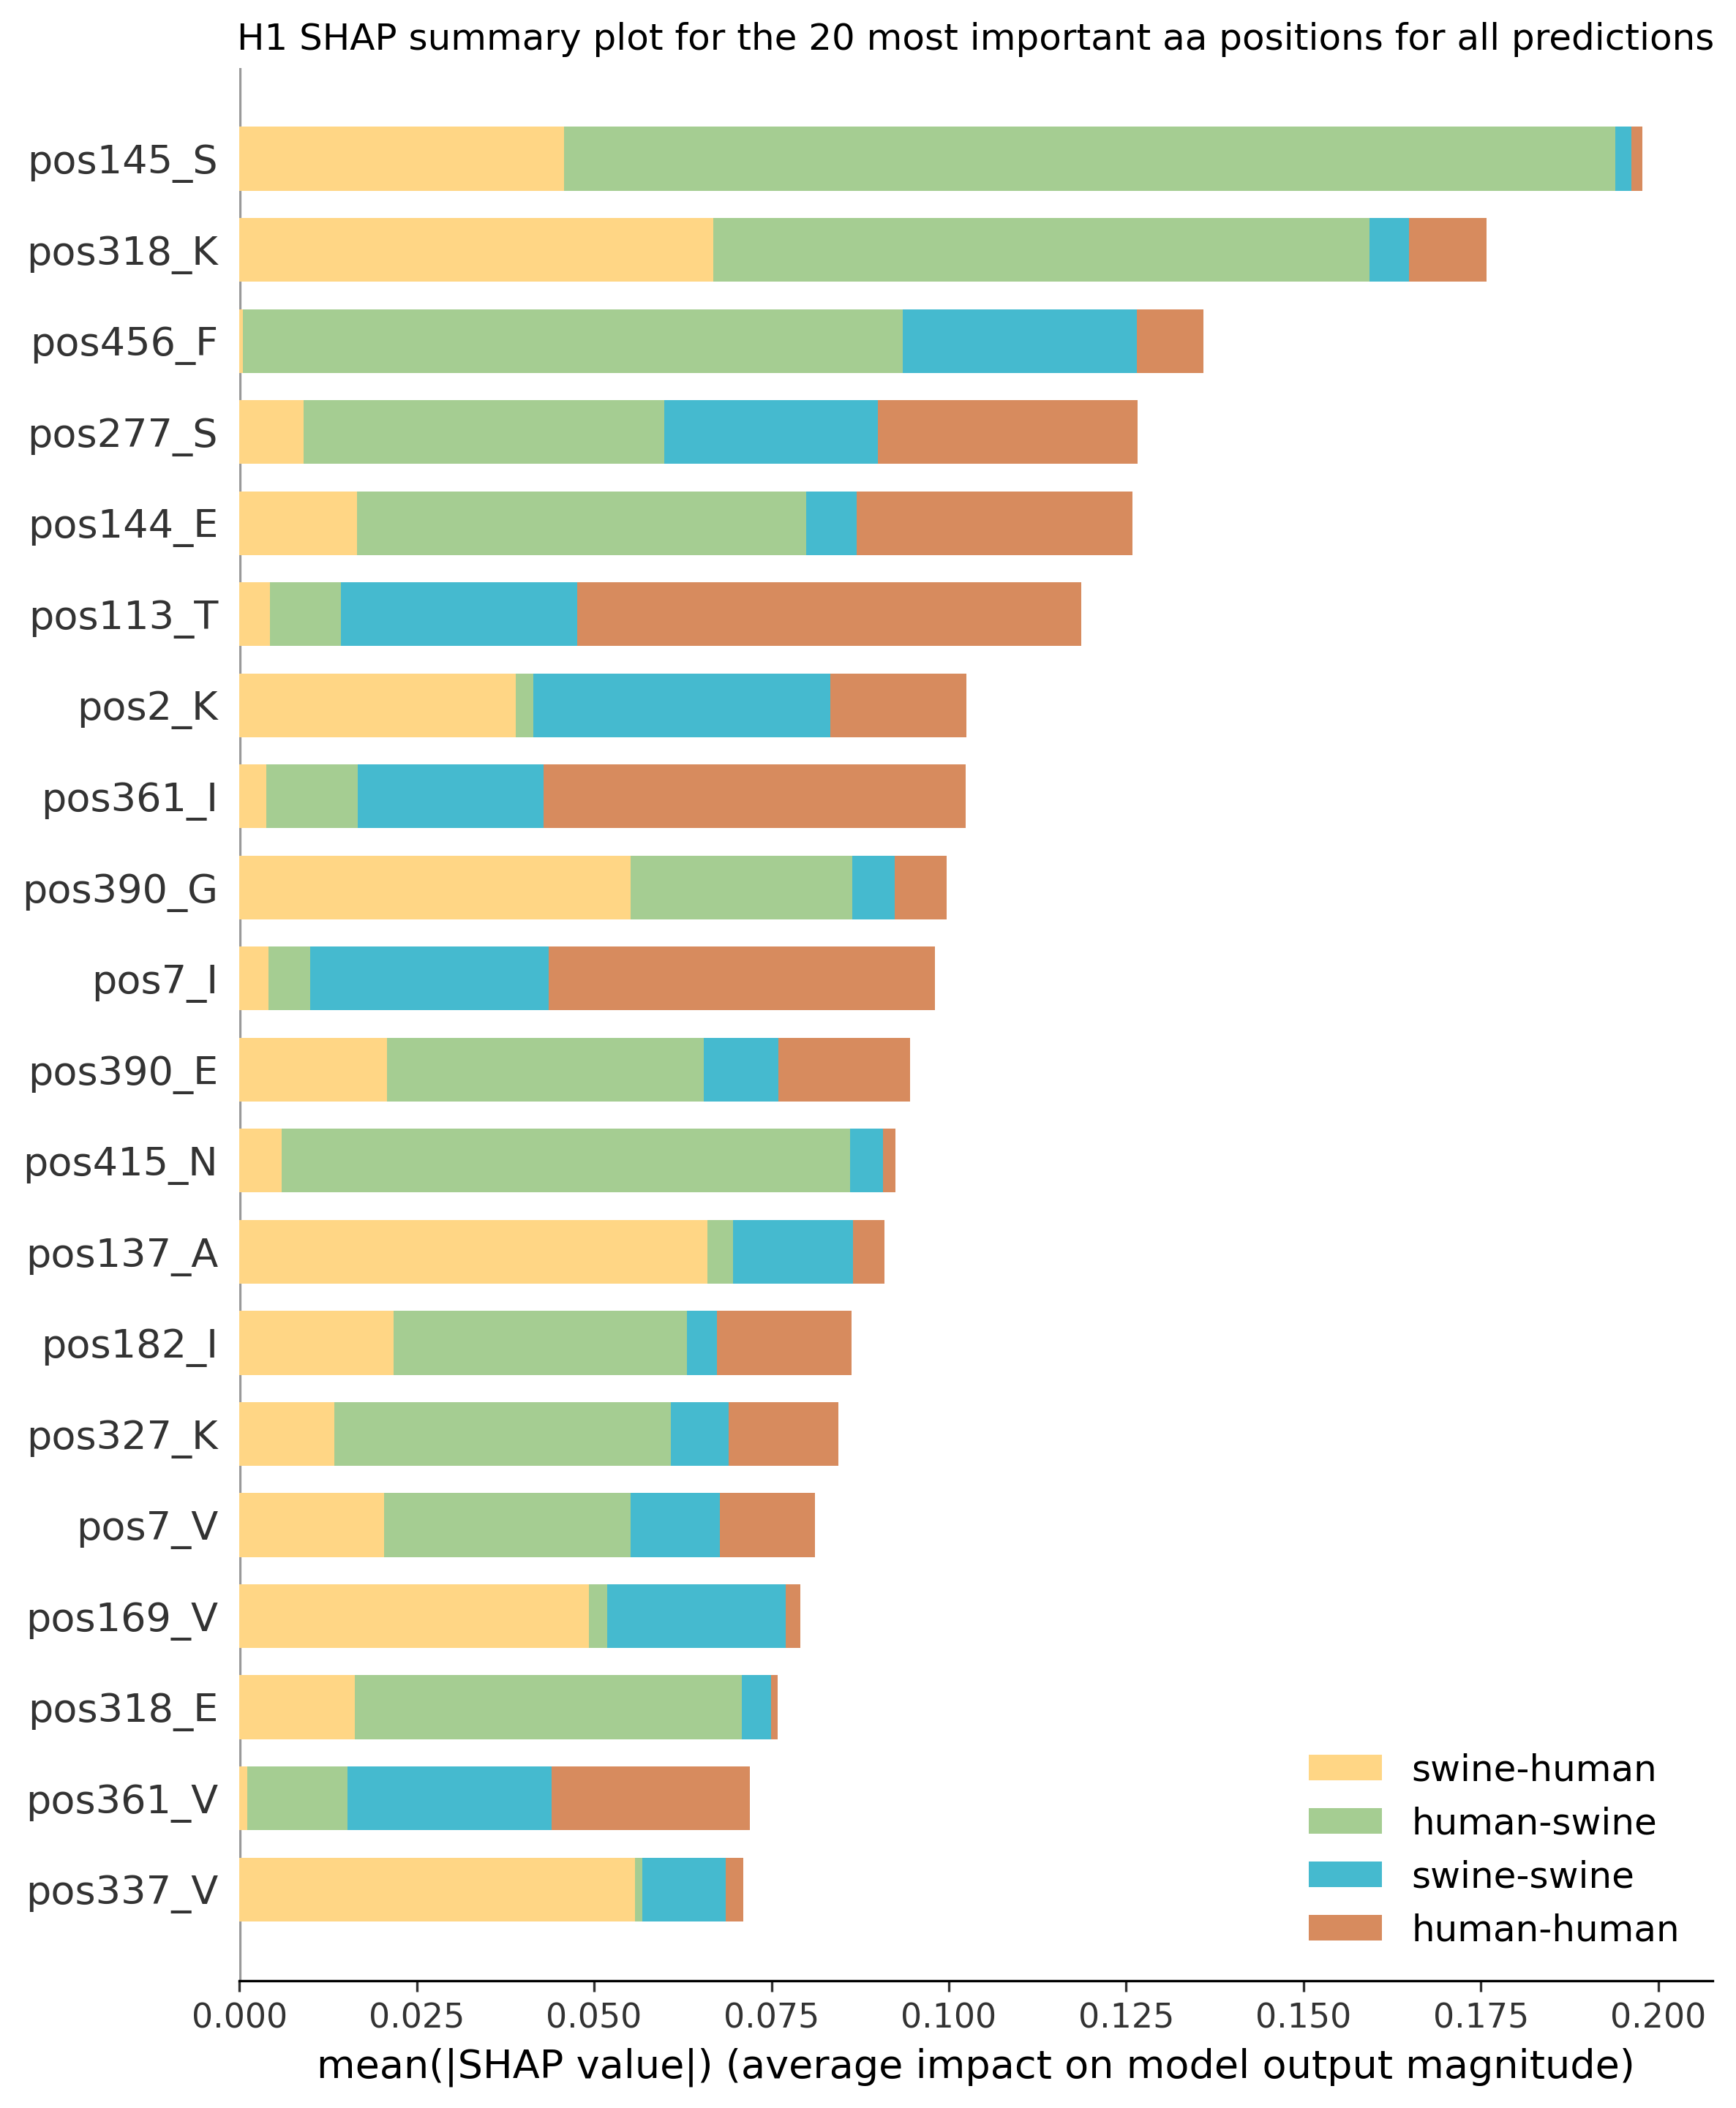 H1 SHAP summary plot for the 20 most important aa positions for all predictions
pos145_S
pos318_K
pos456_F
pos277_S
pos144_E
pos113_T
pos2_K
pos361_I
pos390_G
pos7_I
pos390_E
pos415_N
pos137_A
pos182_I
pos327_K
pos7_V
pos169_V
pos318_E
pos361_V
pos337_V
swine-human
human-swine
swine-swine
human-human
0.000 0.025 0.050 0.075 0.100 0.125 0.150 0.175 0.200
mean(|SHAP value|) (average impact on model output magnitude)